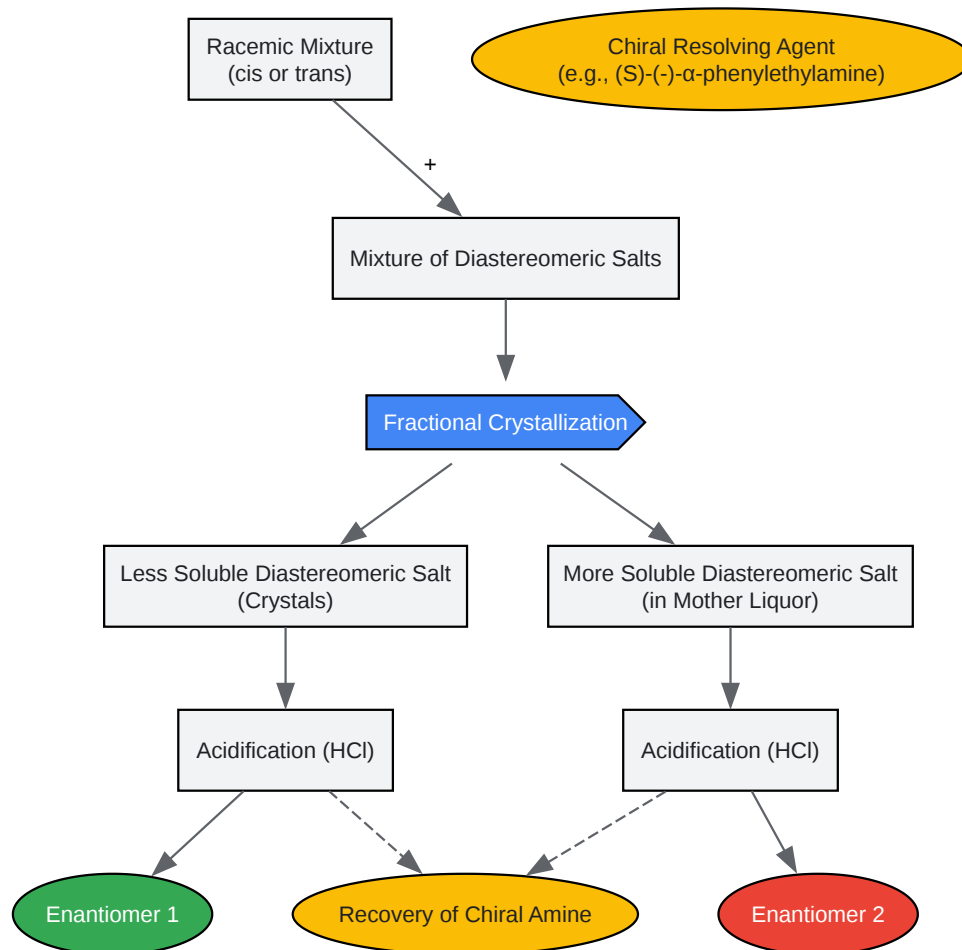 Racemic Mixture
(cis or trans)
Chiral Resolving Agent
(e.g., (S)-(-)-α-phenylethylamine)
+
Mixture of Diastereomeric Salts
Fractional Crystallization
Less Soluble Diastereomeric Salt
(Crystals)
More Soluble Diastereomeric Salt
(in Mother Liquor)
Acidification (HCl)
Acidification (HCl)
Enantiomer 1
Recovery of Chiral Amine
Enantiomer 2